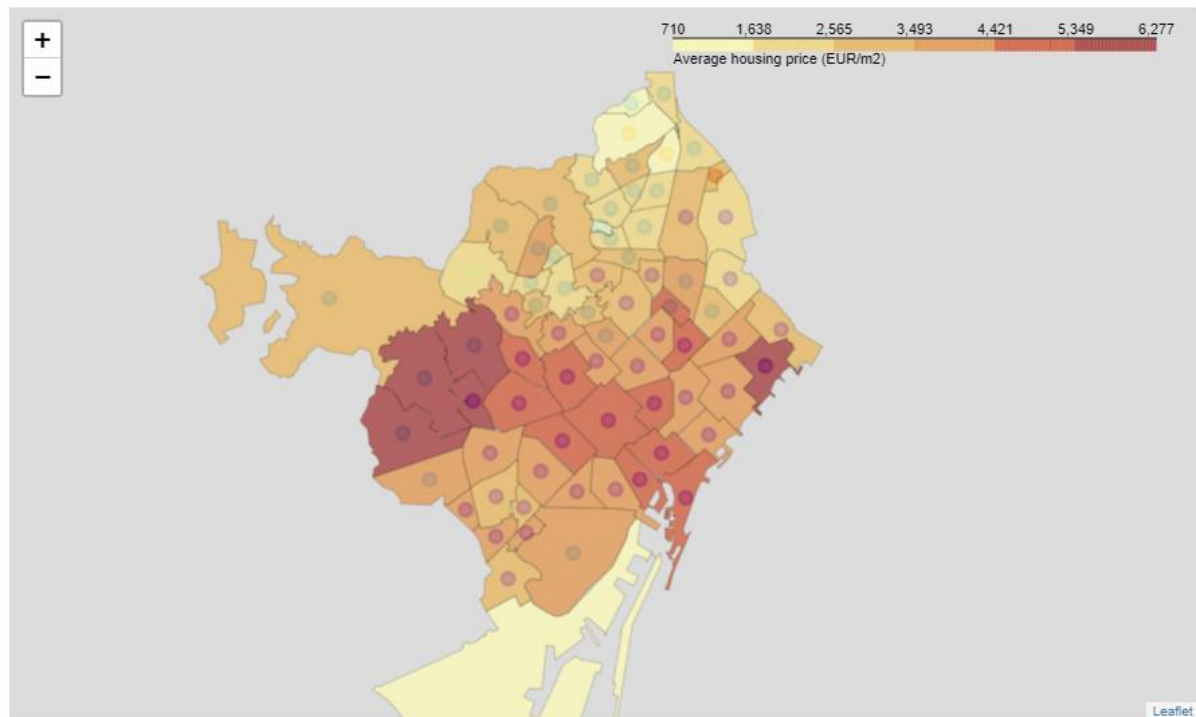 +
−
710 1,638 2,565 3,493 4,421 5,349 6,277
Average housing price (EUR/m2)
Leaflet